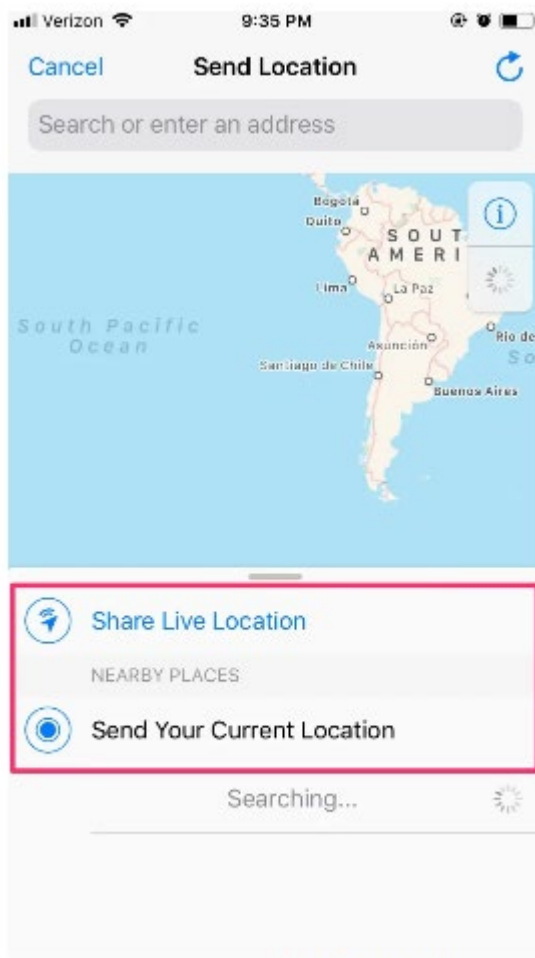 Verizon 9:35 PM
Cancel Send Location
Search or enter an address
Bogotá
Quito
SOUT
AMERI
Lima
La Paz
South Pacific
Ocean
Rio de
Asunción
So
Santiago de Chile
Buenos Aires
Share Live Location
NEARBY PLACES
Send Your Current Location
Searching...